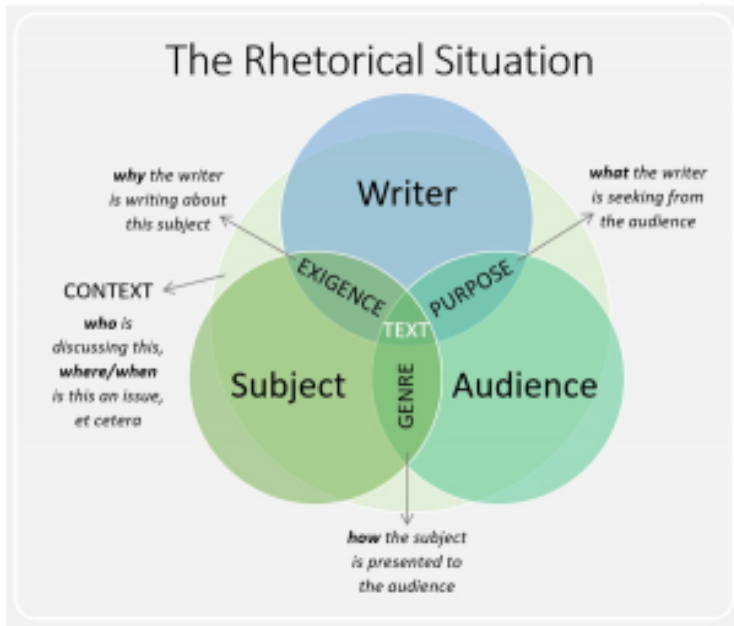 The Rhetorical Situation
why the writer
is writing about
this subject
what the writer
is seeking from
the audience
Writer
EXIGENCE
PURPOSE
CONTEXT
who is
discussing this,
where/when
is this an issue,
et cetera
TEXT
Subject
GENRE
Audience
how the subject
is presented to
the audience